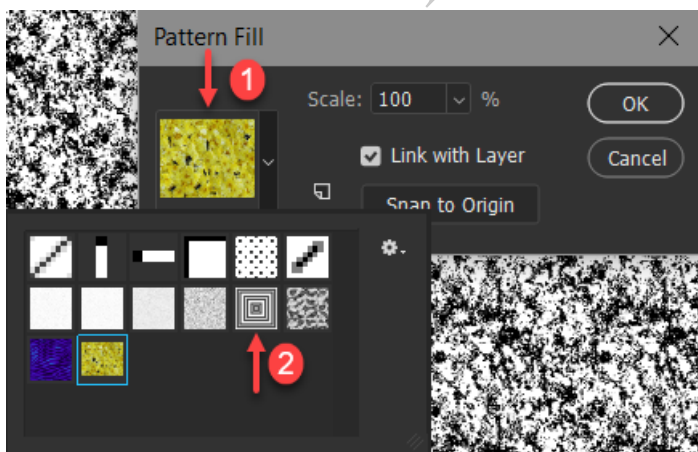 Pattern Fill
1
Scale: 100 %
OK
Link with Layer
Cancel
Snap to Origin
2